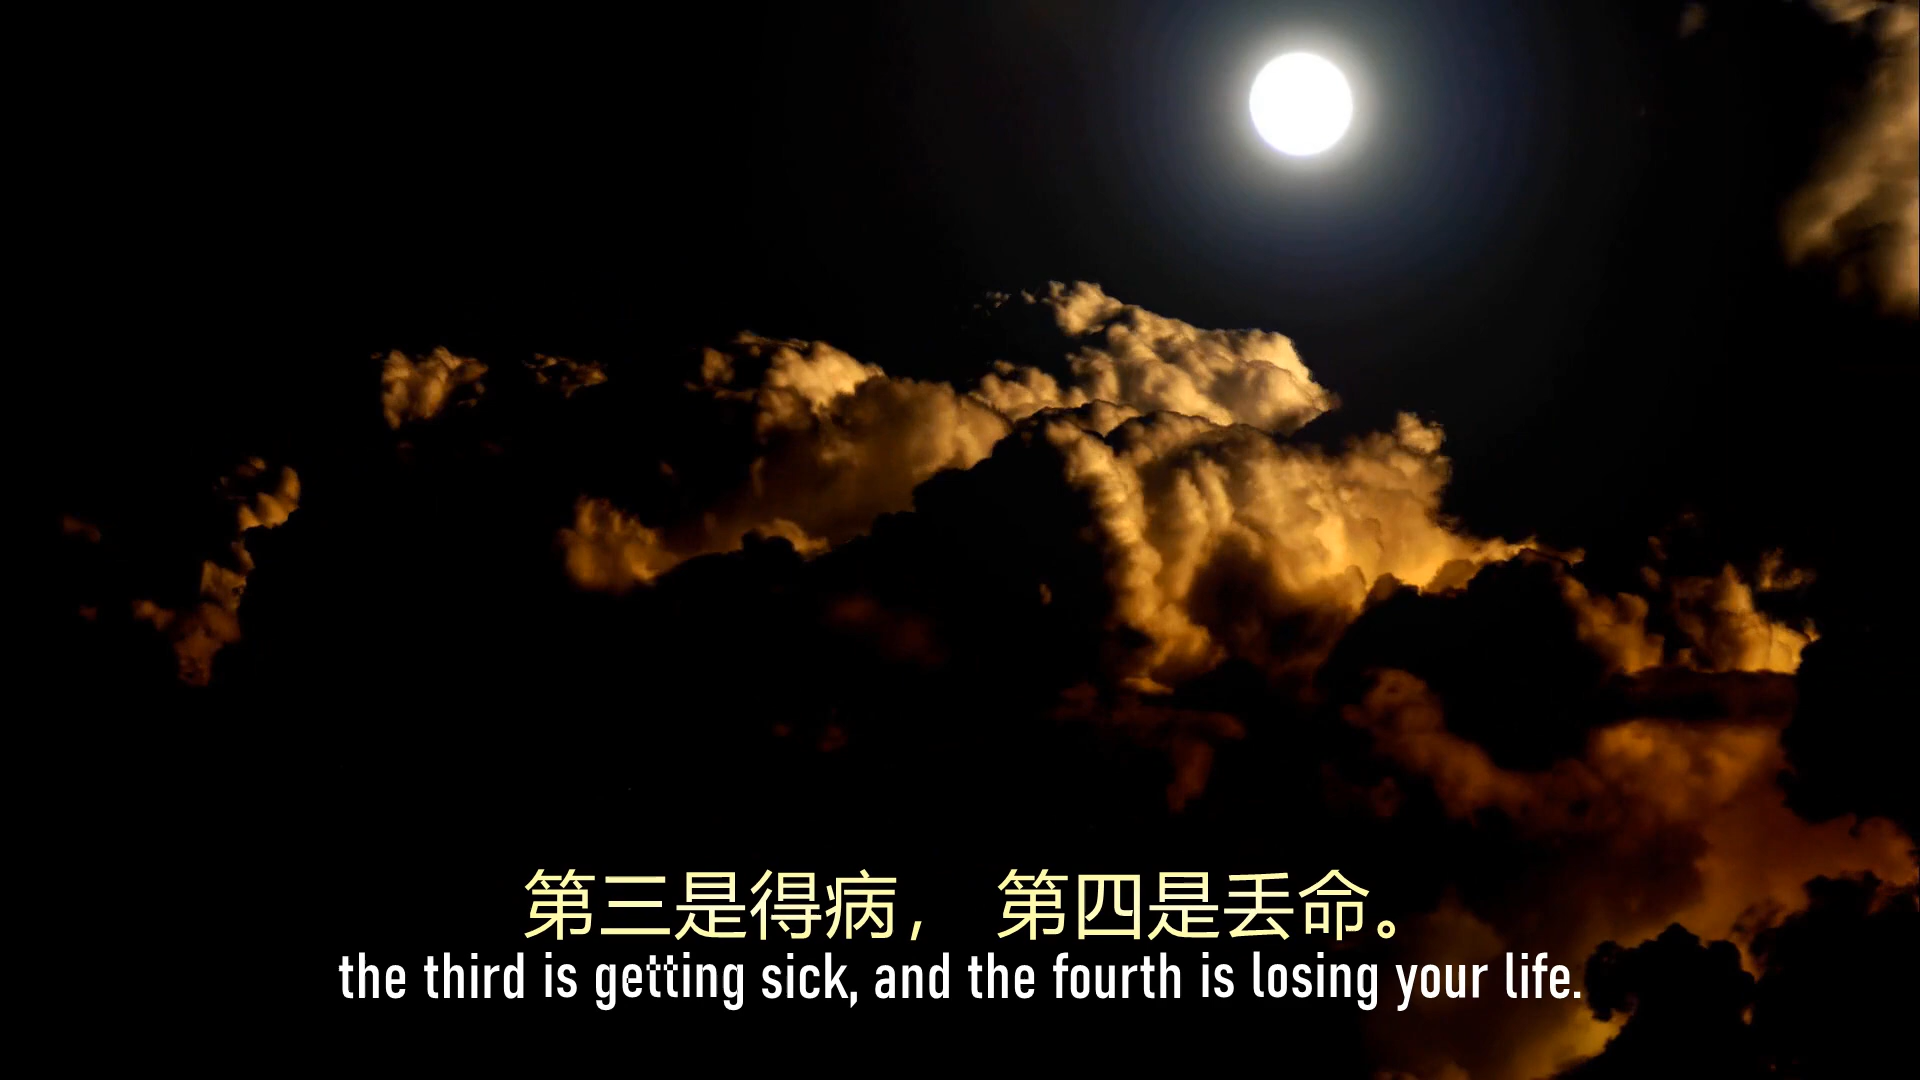 第三是得病， 第四是丢命。
the third is getting sick, and the fourth is losing your life.